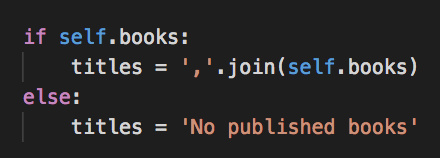 if self.books:
    titles = ','.join(self.books)
else:
    titles = 'No published books'